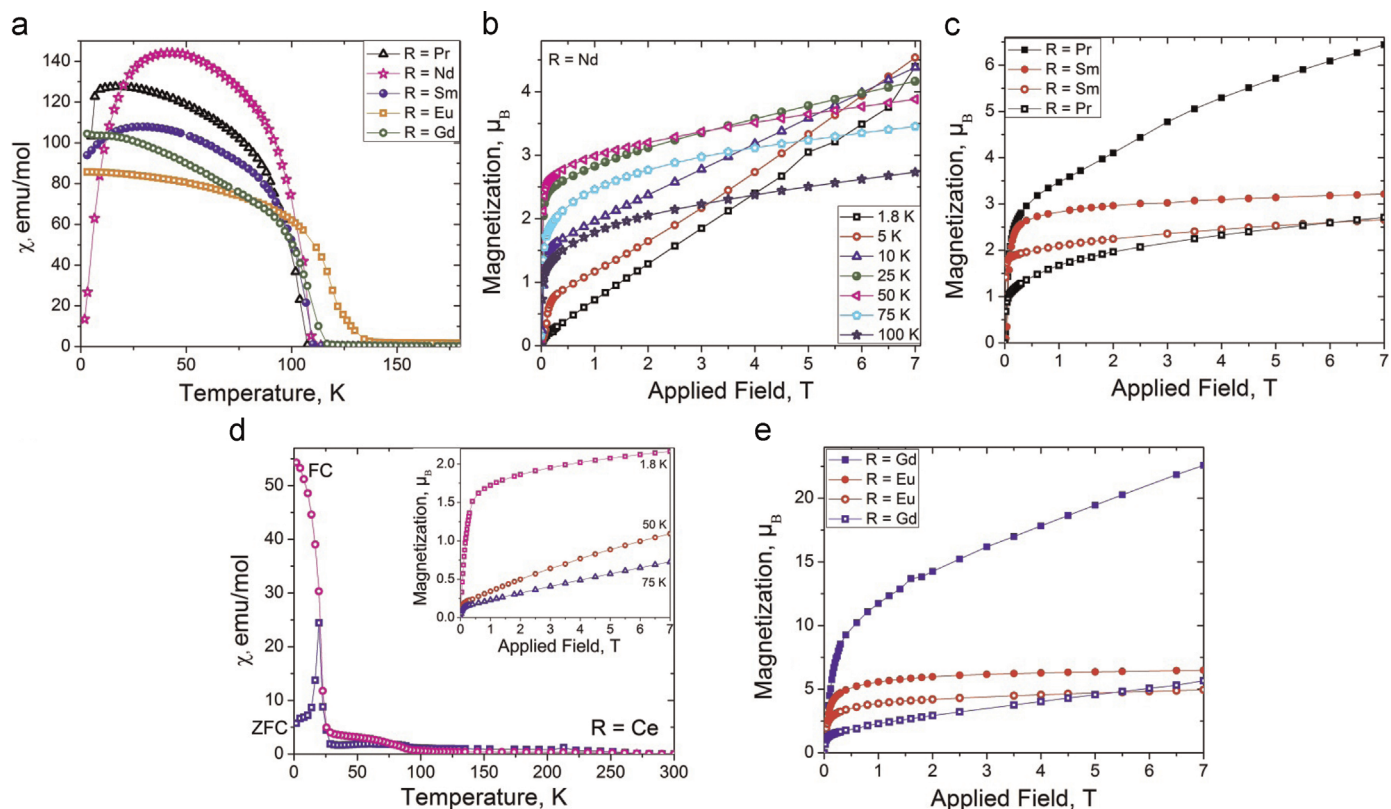 a
χ, emu/mol
140
120
100
80
60
40
20
0
R = Pr
R = Nd
R = Sm
R = Eu
R = Gd
0 50 100 150
Temperature, K
b
Magnetization, μB
R = Nd
4
3
2
1
0
1.8 K
5 K
10 K
25 K
50 K
75 K
100 K
0 1 2 3 4 5 6 7
Applied Field, T
c
Magnetization, μB
6
5
4
3
2
1
0
R = Pr
R = Sm
R = Sm
R = Pr
0 1 2 3 4 5 6 7
Applied Field, T
d
χ, emu/mol
50
40
30
20
10
0
FC
ZFC
R = Ce
0 50 100 150 200 250 300
Temperature, K
Magnetization, μB
2.0
1.5
1.0
0.5
0.0
1.8 K
50 K
75 K
0 1 2 3 4 5 6 7
Applied Field, T
e
Magnetization, μB
20
15
10
5
0
R = Gd
R = Eu
R = Eu
R = Gd
0 1 2 3 4 5 6 7
Applied Field, T